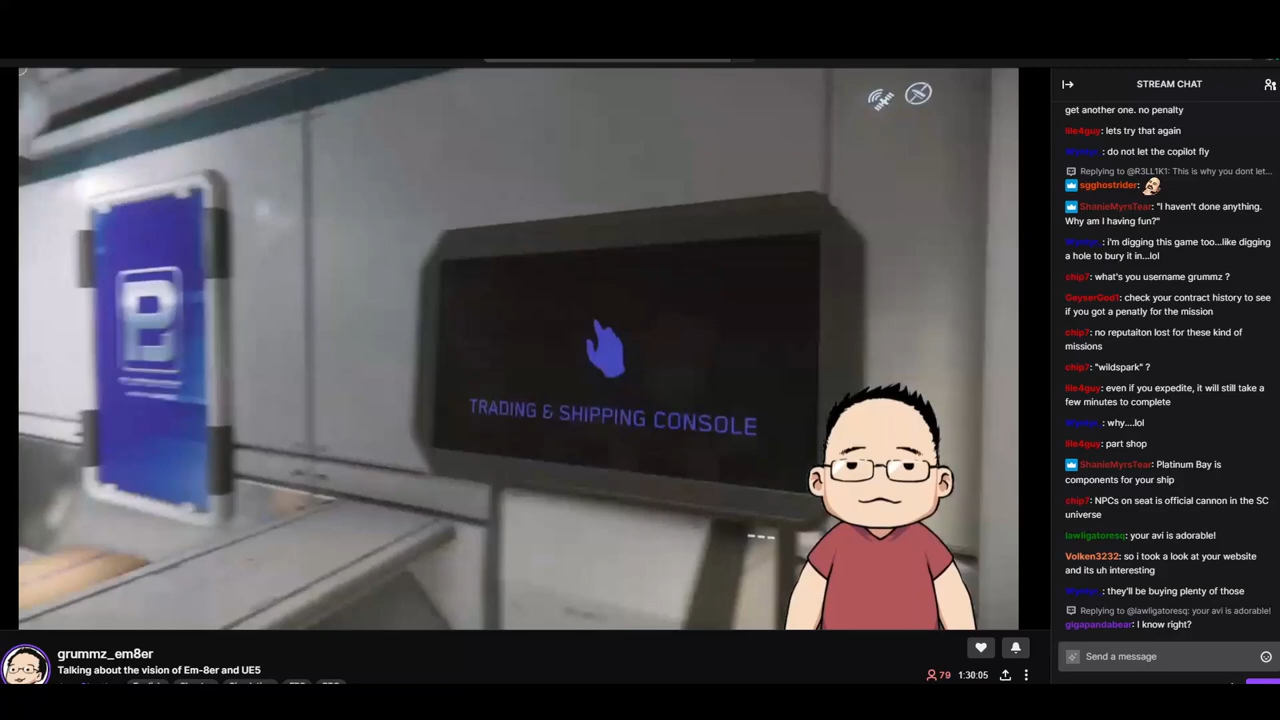 TRADING & SHIPPING CONSOLE
grummz_em8er
Talking about the vision of Em-8er and UE5
79 1:30:05
STREAM CHAT
get another one. no penalty
lile4guy: lets try that again
: do not let the copilot fly
Replying to @R3LL1K1: This is why you dont let...
sgghostrider:
ShanieMyrsTear: "I haven't done anything.
Why am I having fun?"
: i'm digging this game too...like digging
a hole to bury it in...lol
chip7: what's you username grummz ?
GeyserGod1: check your contract history to see
if you got a penatly for the mission
chip7: no reputaiton lost for these kind of
missions
chip7: "wildspark" ?
lile4guy: even if you expedite, it will still take a
few minutes to complete
: why....lol
lile4guy: part shop
ShanieMyrsTear: Platinum Bay is
components for your ship
chip7: NPCs on seat is official cannon in the SC
universe
lawligatoresq: your avi is adorable!
Volken3232: so i took a look at your website
and its uh interesting
: they'll be buying plenty of those
Replying to @lawligatoresq: your avi is adorable!
gigapandabear: I know right?
Send a message